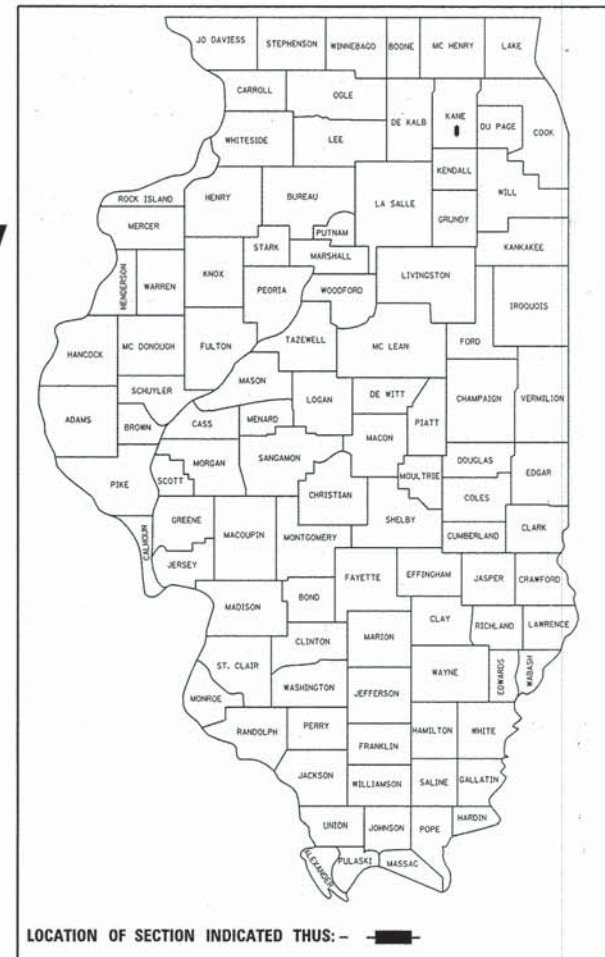 JO DAVIESS STEPHENSON WINNEBAGO BOONE MC HENRY LAKE
CARROLL OGLE DE KALB KANE DU PAGE COOK
WHITESIDE LEE
KENDALL WILL
ROCK ISLAND HENRY BUREAU LA SALLE GRUNDY
MERCER PUTNAM
STARK MARSHALL KANKAKEE
HENDERSON WARREN KNOX PEORIA WOODFORD LIVINGSTON IROQUOIS
HANCOCK MC DONOUGH FULTON TAZEWELL MC LEAN FORD
MASON
SCHUYLER LOGAN DE WITT CHAMPAIGN VERMILION
ADAMS BROWN CASS MENARD PIATT
MACON
PIKE SCOTT MORGAN SANGAMON MOULTRIE DOUGLAS EDGAR
CHRISTIAN COLES
CALHOUN GREENE MACOUPIN MONTGOMERY SHELBY CUMBERLAND CLARK
JERSEY FAYETTE EFFINGHAM JASPER CRAWFORD
MADISON BOND
CLINTON MARION CLAY RICHLAND LAWRENCE
ST. CLAIR WAYNE EDWARDS WABASH
MONROE WASHINGTON JEFFERSON
RANDOLPH PERRY HAMILTON WHITE
FRANKLIN
JACKSON WILLIAMSON SALINE GALLATIN
UNION JOHNSON POPE HARDIN
ALEXANDER PULASKI MASSAC
LOCATION OF SECTION INDICATED THUS: -